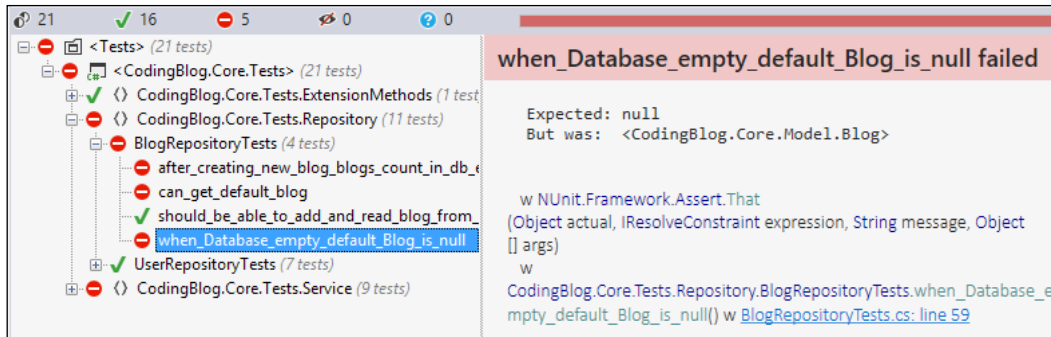 21 16 5 0 0
<Tests> (21 tests)
<CodingBlog.Core.Tests> (21 tests)
CodingBlog.Core.Tests.ExtensionMethods (1 test
CodingBlog.Core.Tests.Repository (11 tests)
BlogRepositoryTests (4 tests)
after_creating_new_blog_blogs_count_in_db_e
can_get_default_blog
should_be_able_to_add_and_read_blog_from_
when_Database_empty_default_Blog_is_null
UserRepositoryTests (7 tests)
CodingBlog.Core.Tests.Service (9 tests)
when_Database_empty_default_Blog_is_null failed
Expected: null
But was: <CodingBlog.Core.Model.Blog>
w NUnit.Framework.Assert.That
(Object actual, IResolveConstraint expression, String message, Object
[] args)
w
CodingBlog.Core.Tests.Repository.BlogRepositoryTests.when_Database_e
mpty_default_Blog_is_null() w BlogRepositoryTests.cs: line 59